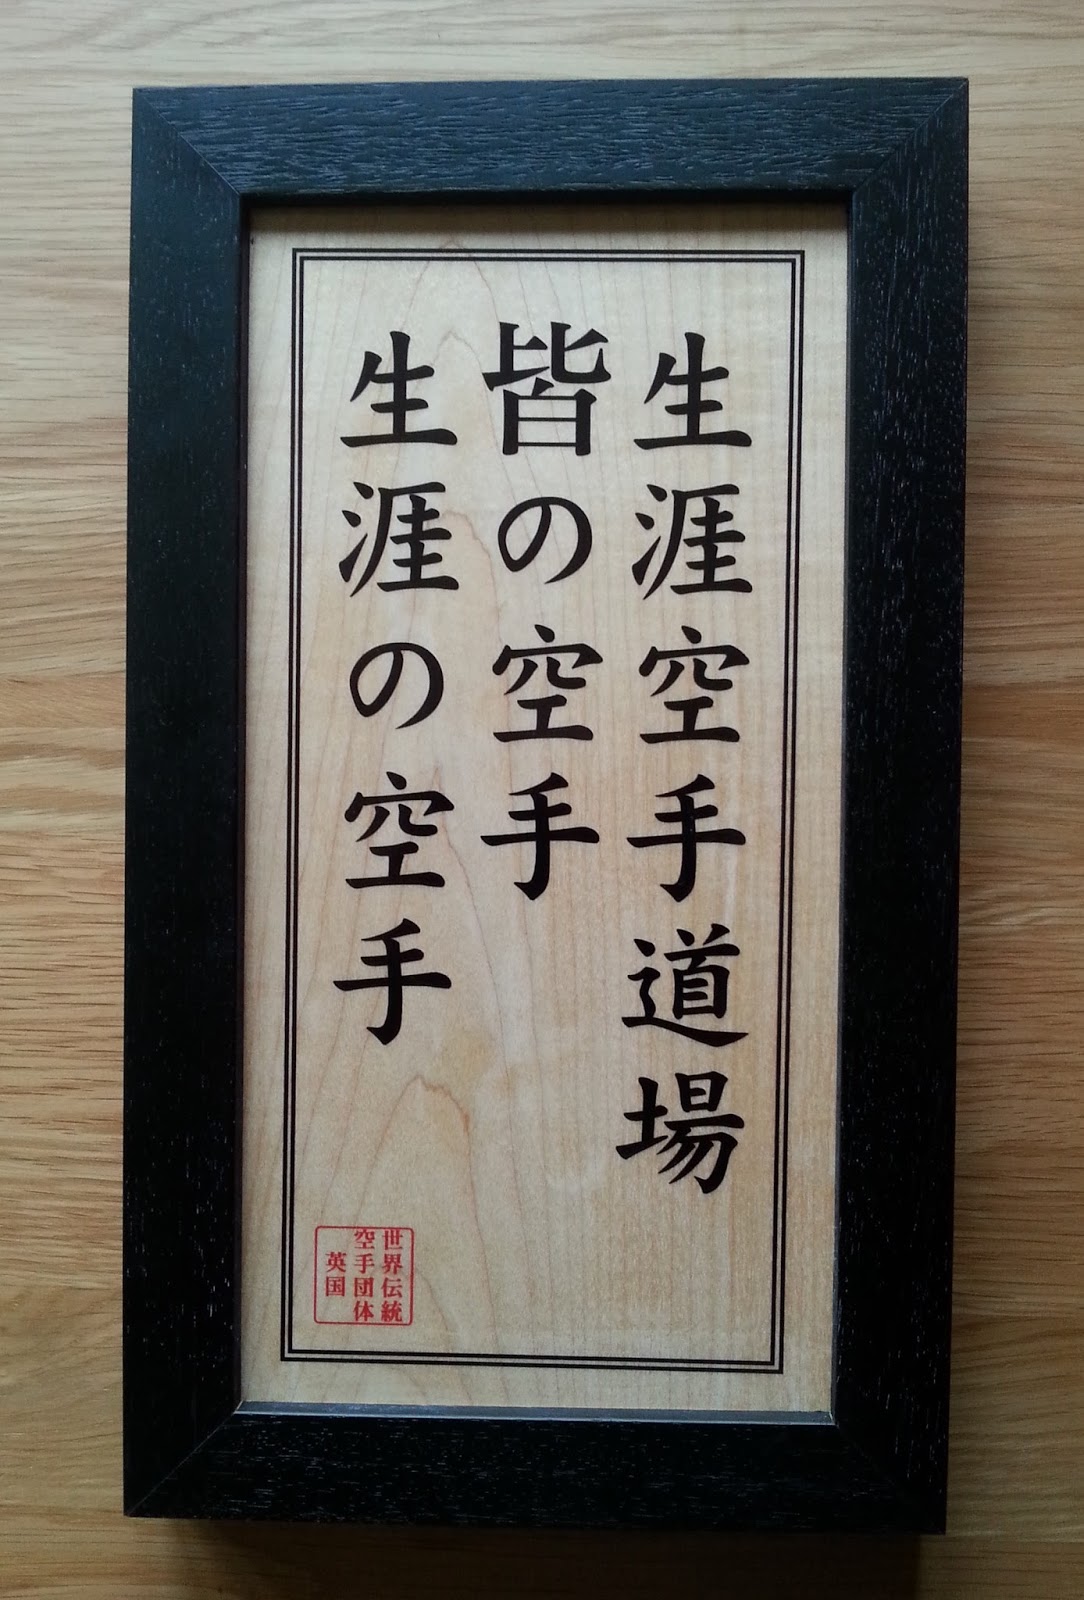 生涯空手道場
皆の空手
生涯の空手
世界伝統
空手団体
英国